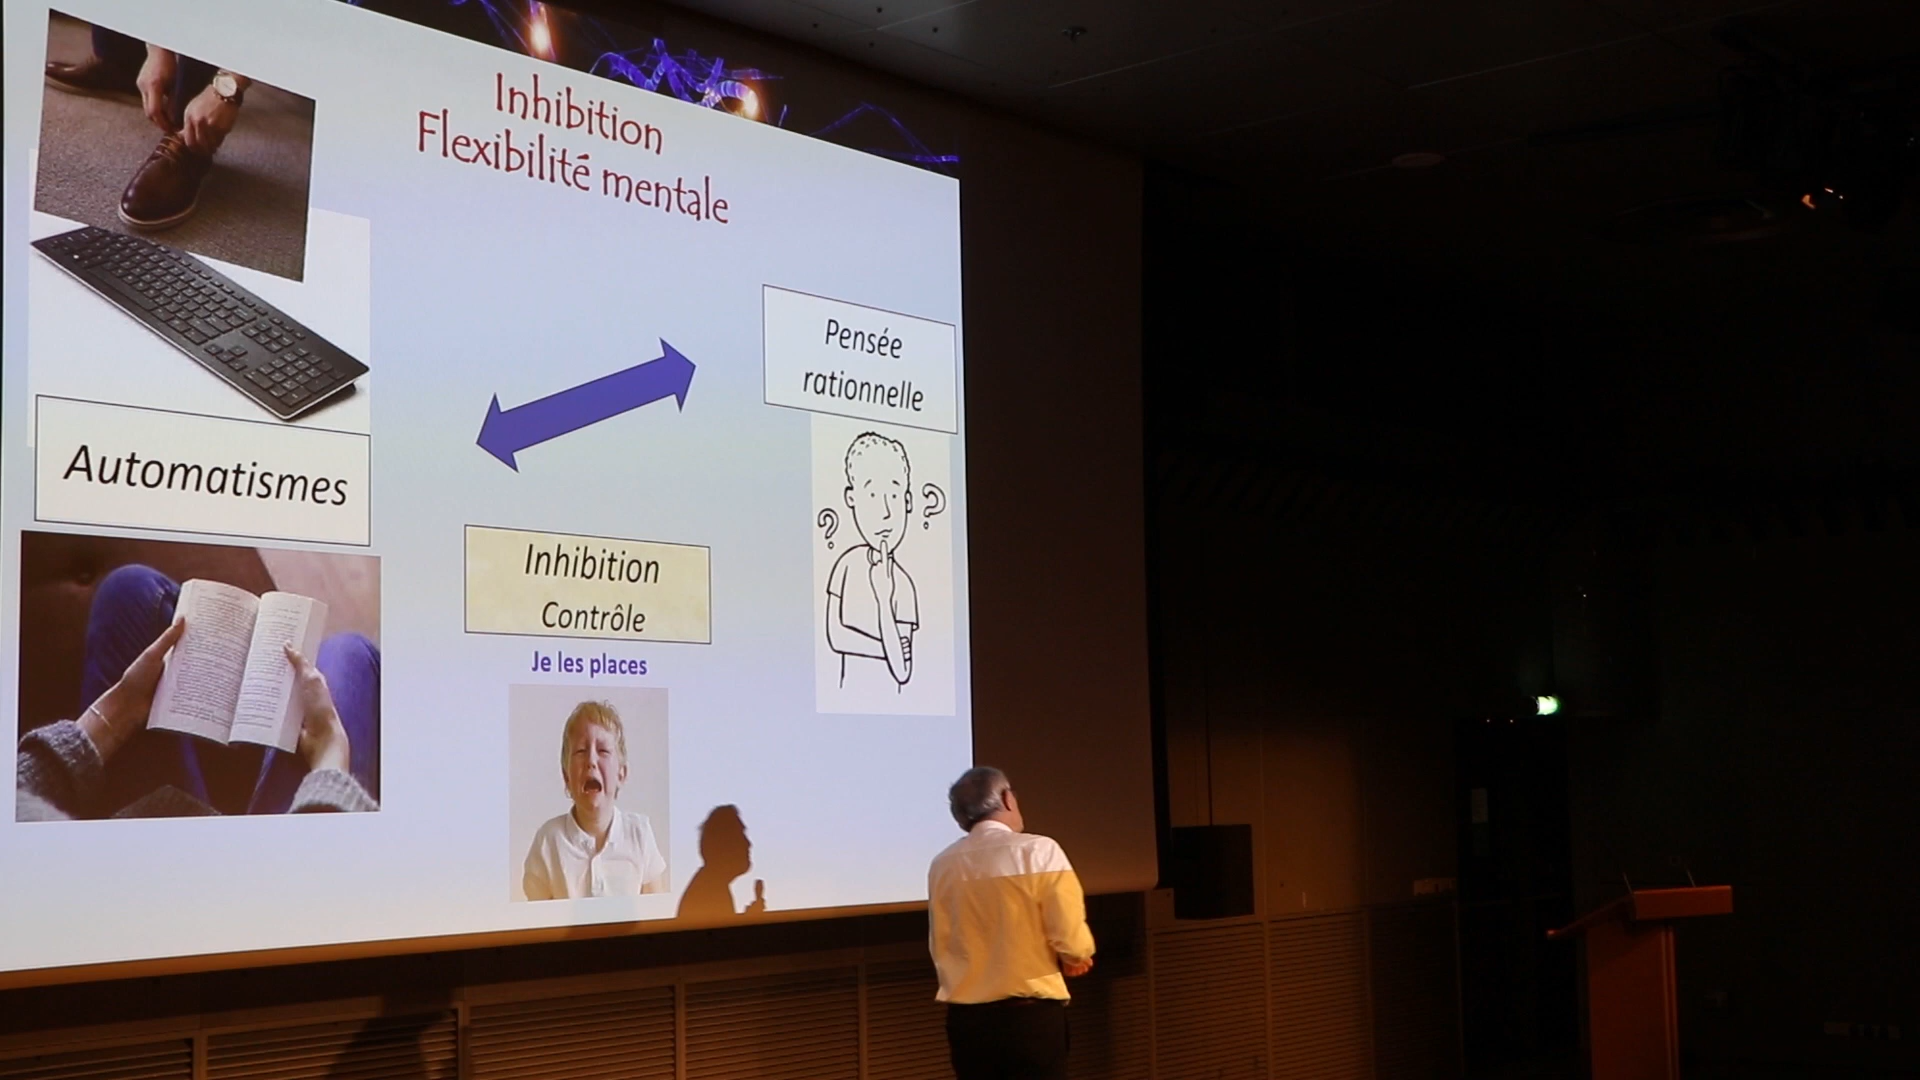 Inhibition
Flexibilité mentale
Pensée
rationnelle
Automatismes
Inhibition
Contrôle
Je les places
? ?